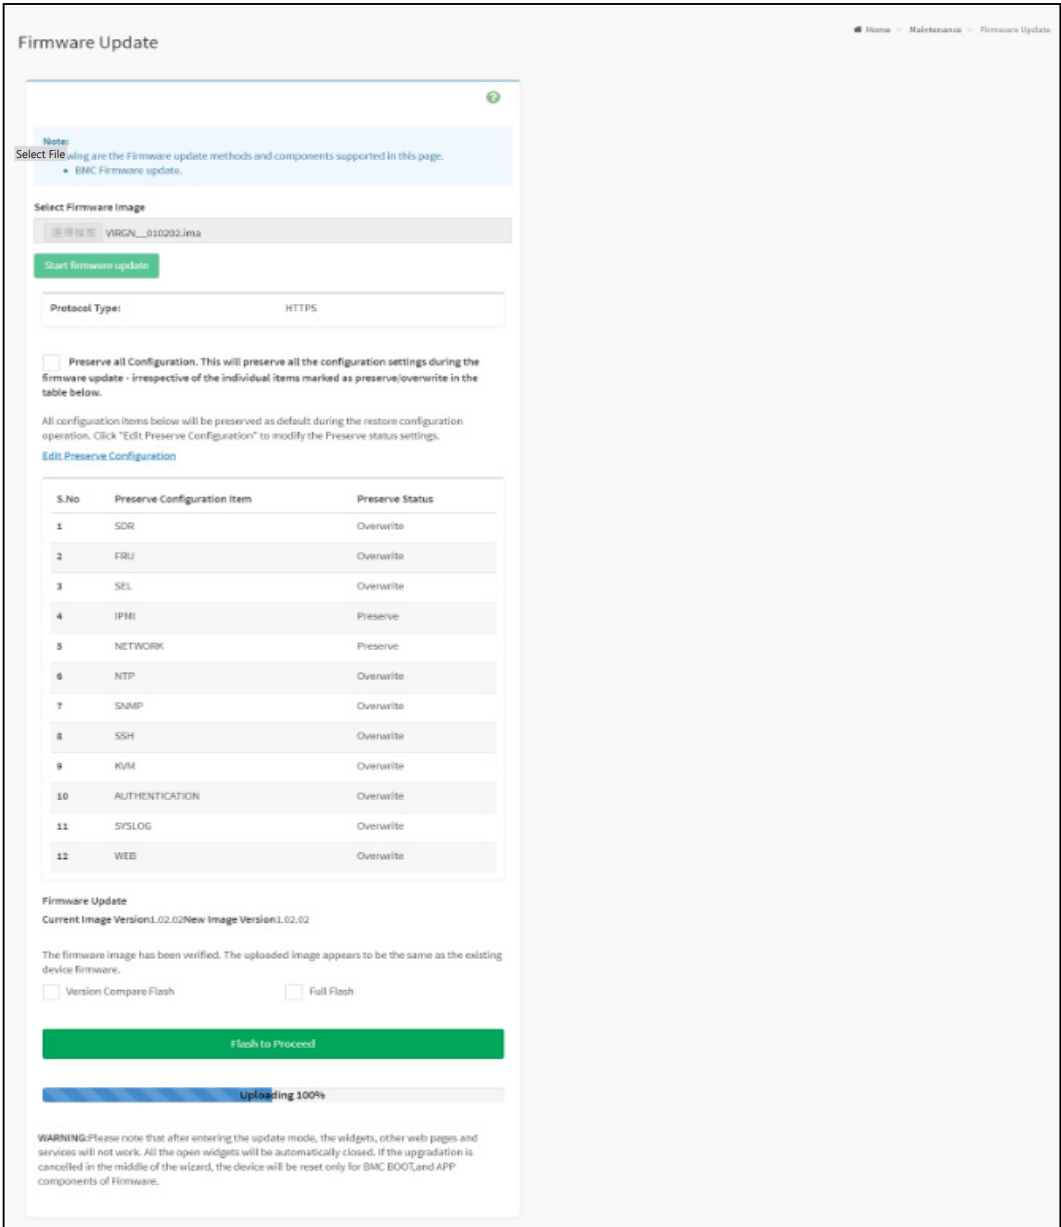 Firmware Update
Home - Maintenance - Firmware Update
Note:
Select File
wing are the Firmware update methods and components supported in this page.
• BMC Firmware update.
Select Firmware Image
選擇檔案 VIRGN__010202.ima
Start firmware update
Protocol Type: HTTPS
Preserve all Configuration. This will preserve all the configuration settings during the
firmware update - irrespective of the individual items marked as preserve/overwrite in the
table below.
All configuration items below will be preserved as default during the restore configuration
operation. Click "Edit Preserve Configuration" to modify the Preserve status settings.
Edit Preserve Configuration
S.No Preserve Configuration Item Preserve Status
1 SDR Overwrite
2 FRU Overwrite
3 SEL Overwrite
4 IPMI Preserve
5 NETWORK Preserve
6 NTP Overwrite
7 SNMP Overwrite
8 SSH Overwrite
9 KVM Overwrite
10 AUTHENTICATION Overwrite
11 SYSLOG Overwrite
12 WEB Overwrite
Firmware Update
Current Image Version1.02.02New Image Version1.02.02
The firmware image has been verified. The uploaded image appears to be the same as the existing
device firmware.
Version Compare Flash Full Flash
Flash to Proceed
Uploading 100%
WARNING:Please note that after entering the update mode, the widgets, other web pages and
services will not work. All the open widgets will be automatically closed. If the upgradation is
cancelled in the middle of the wizard, the device will be reset only for BMC BOOT,and APP
components of Firmware.